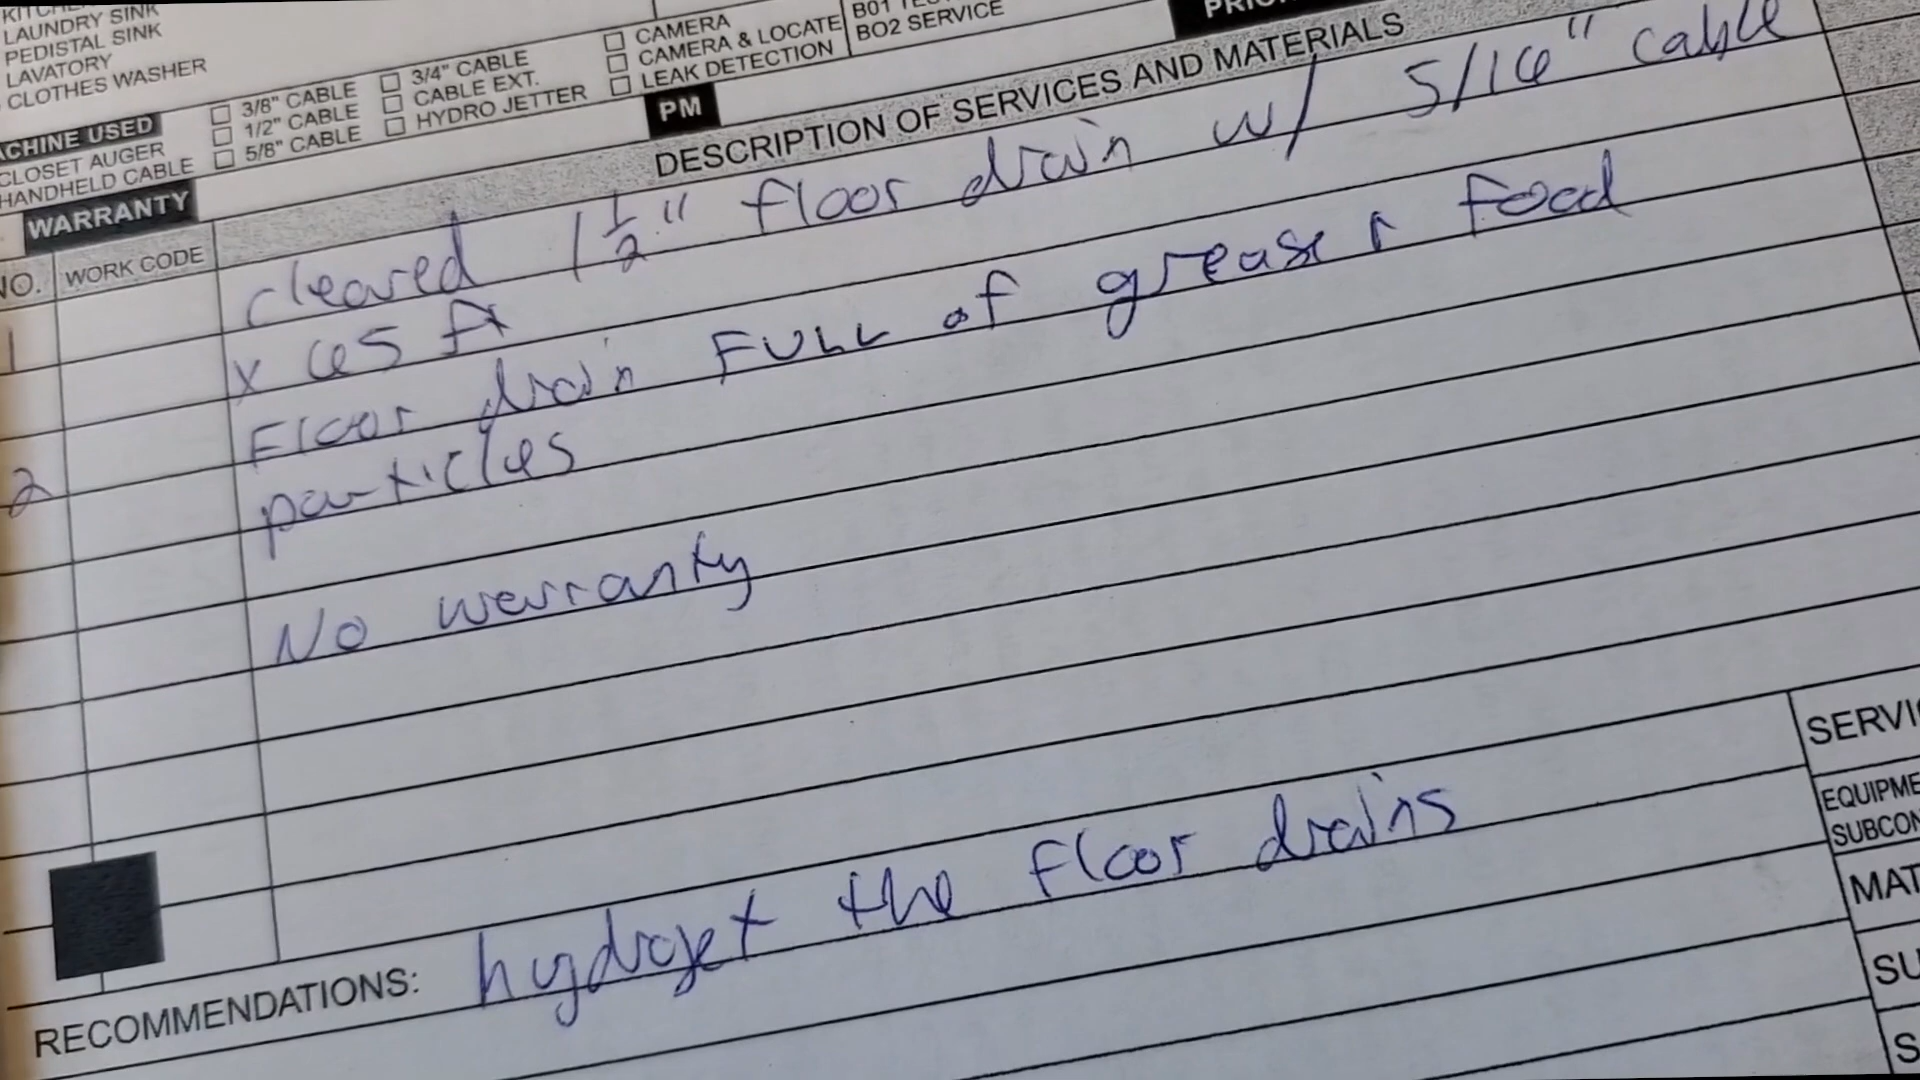 LAUNDRY SINK
PEDISTAL SINK
LAVATORY
CLOTHES WASHER
MACHINE USED
CLOSET AUGER
HANDHELD CABLE
3/8" CABLE
1/2" CABLE
5/8" CABLE
3/4" CABLE
CABLE EXT.
HYDRO JETTER
CAMERA
CAMERA & LOCATE
LEAK DETECTION
BO2 SERVICE
WARRANTY
PM
NO. WORK CODE DESCRIPTION OF SERVICES AND MATERIALS
1 cleared 1 1/2" floor drain w/ 5/16" cable
x 65 ft
2 Floor drain FULL of grease & food
particles
No warranty
RECOMMENDATIONS: hydrojet the floor drains
SERVI
EQUIPME
SUBCON
MAT
SU
S